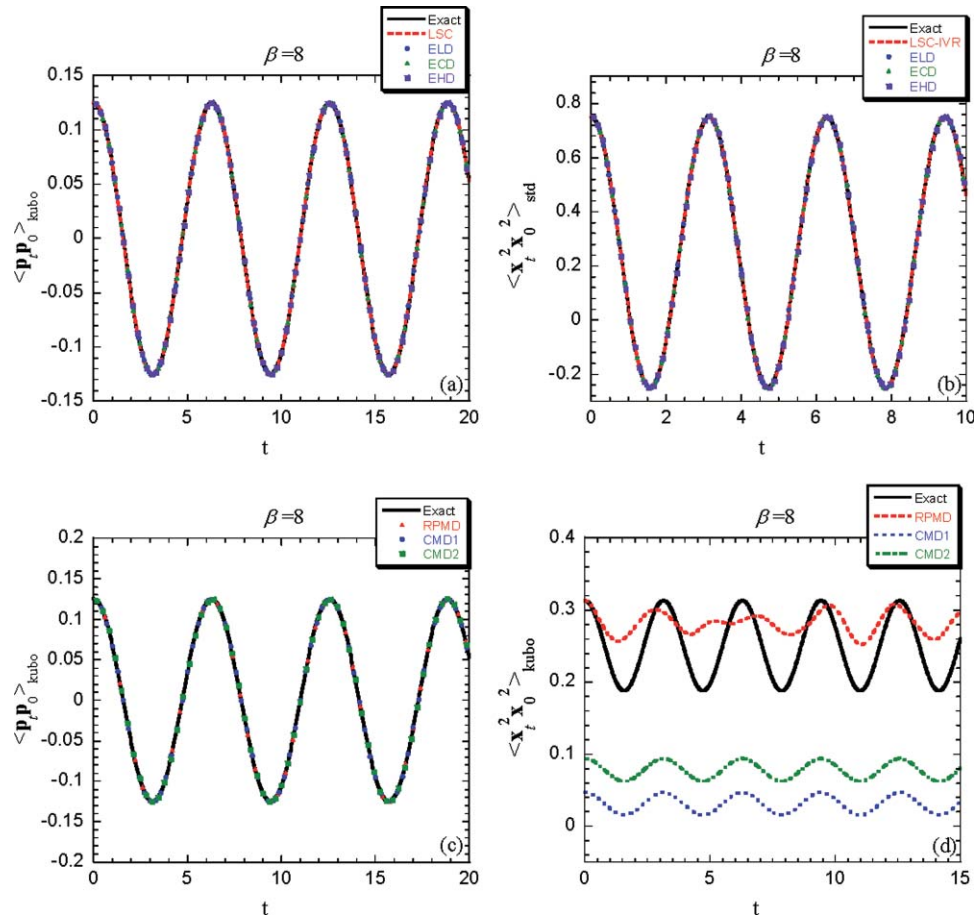 Exact
LSC
ELD
ECD
EHD
β=8
0.15
0.1
0.05
0
-0.05
-0.1
-0.15
<p_t p_0>_kubo
(a)
0 5 10 15 20
t
Exact
LSC-IVR
ELD
ECD
EHD
β=8
0.8
0.6
0.4
0.2
0
-0.2
<x_t^2 x_0^2>_std
(b)
0 2 4 6 8 10
t
Exact
RPMD
CMD1
CMD2
β=8
0.2
0.15
0.1
0.05
0
-0.05
-0.1
-0.15
-0.2
<p_t p_0>_kubo
(c)
0 5 10 15 20
t
Exact
RPMD
CMD1
CMD2
β=8
0.4
0.3
0.2
0.1
0
<x_t^2 x_0^2>_kubo
(d)
0 5 10 15
t